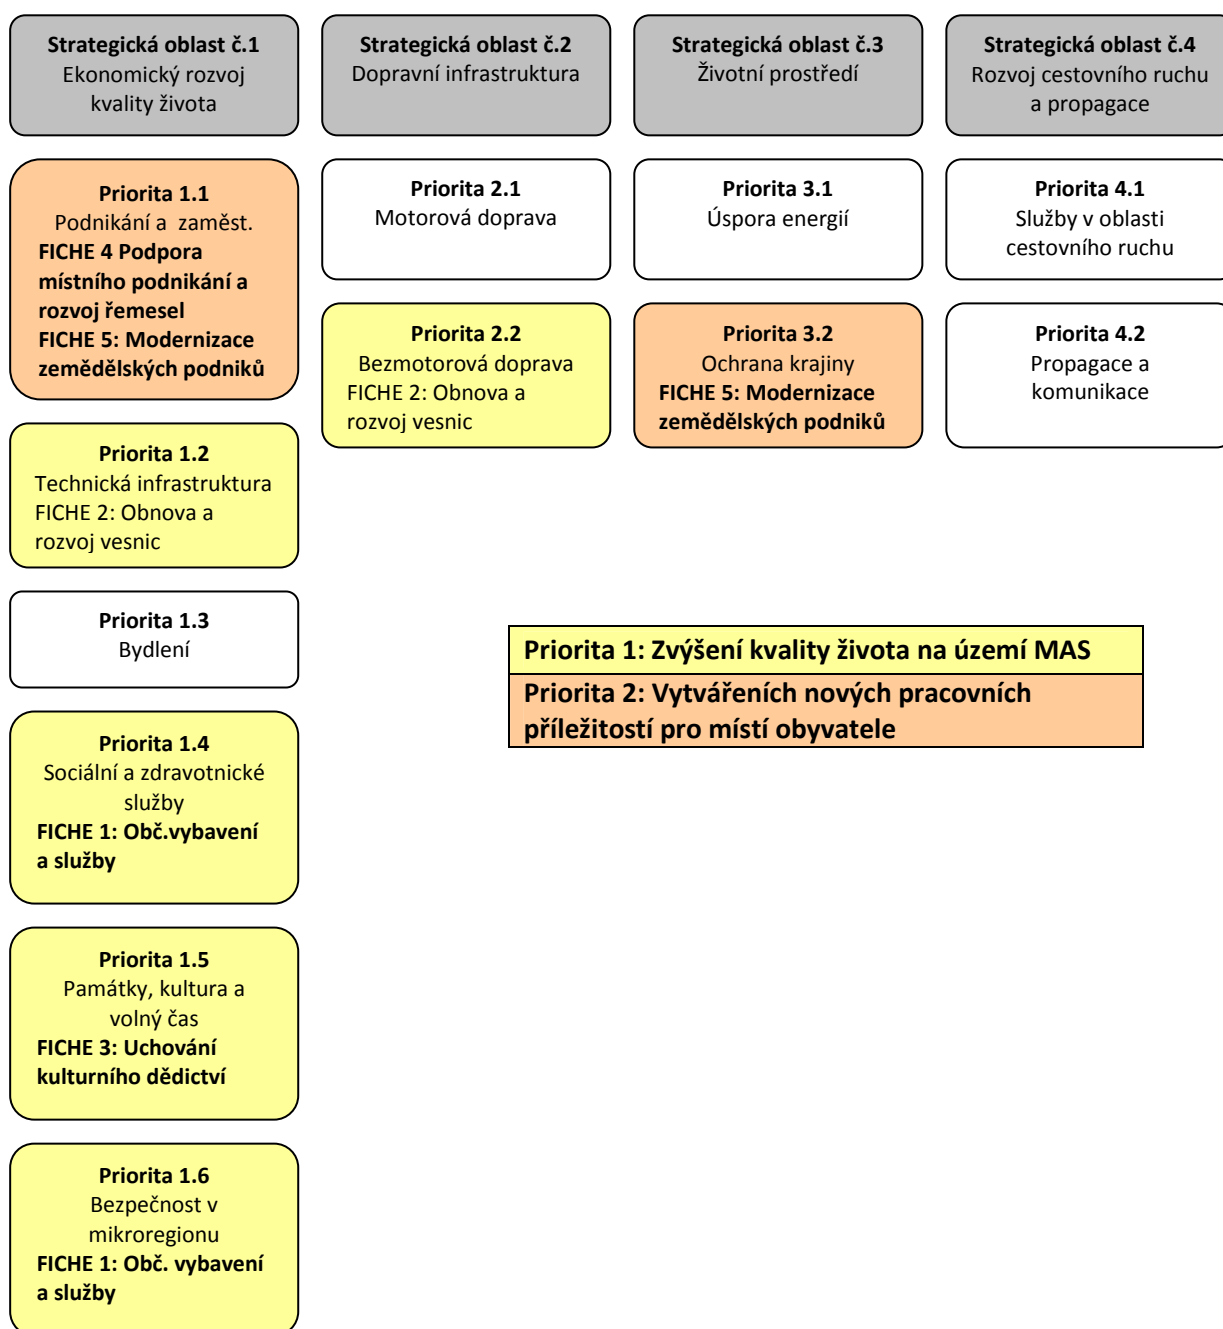 Strategická oblast č.1
Ekonomický rozvoj
kvality života
Strategická oblast č.2
Dopravní infrastruktura
Strategická oblast č.3
Životní prostředí
Strategická oblast č.4
Rozvoj cestovního ruchu
a propagace
Priorita 1.1
Podnikání a zaměst.
FICHE 4 Podpora
místního podnikání a
rozvoj řemesel
FICHE 5: Modernizace
zemědělských podniků
Priorita 2.1
Motorová doprava
Priorita 3.1
Úspora energií
Priorita 4.1
Služby v oblasti
cestovního ruchu
Priorita 2.2
Bezmotorová doprava
FICHE 2: Obnova a
rozvoj vesnic
Priorita 3.2
Ochrana krajiny
FICHE 5: Modernizace
zemědělských podniků
Priorita 4.2
Propagace a
komunikace
Priorita 1.2
Technická infrastruktura
FICHE 2: Obnova a
rozvoj vesnic
Priorita 1.3
Bydlení
Priorita 1: Zvýšení kvality života na území MAS
Priorita 2: Vytvářeních nových pracovních
příležitostí pro místí obyvatele
Priorita 1.4
Sociální a zdravotnické
služby
FICHE 1: Obč.vybavení
a služby
Priorita 1.5
Památky, kultura a
volný čas
FICHE 3: Uchování
kulturního dědictví
Priorita 1.6
Bezpečnost v
mikroregionu
FICHE 1: Obč. vybavení
a služby